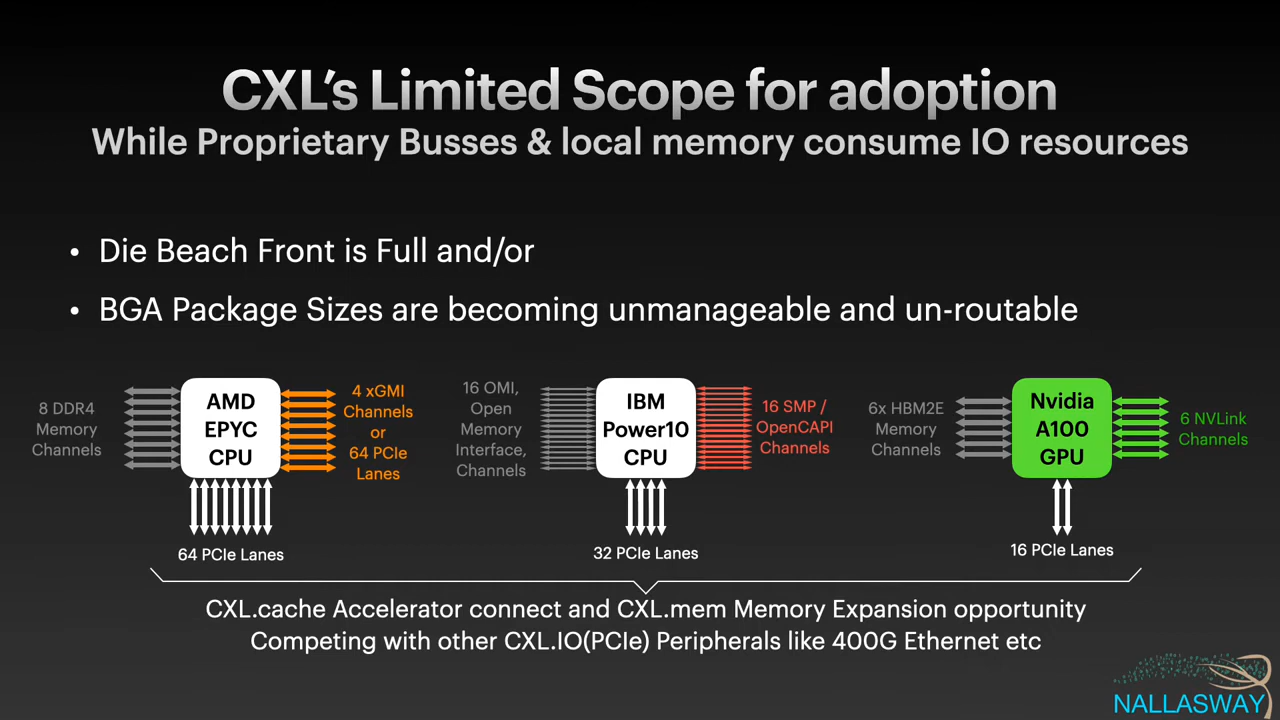 CXL's Limited Scope for adoption
While Proprietary Busses & local memory consume IO resources
• Die Beach Front is Full and/or
• BGA Package Sizes are becoming unmanageable and un-routable
8 DDR4
Memory
Channels
AMD
EPYC
CPU
4 xGMI
Channels
or
64 PCIe
Lanes
64 PCIe Lanes
16 OMI,
Open
Memory
Interface,
Channels
IBM
Power10
CPU
16 SMP /
OpenCAPI
Channels
32 PCIe Lanes
6x HBM2E
Memory
Channels
Nvidia
A100
GPU
6 NVLink
Channels
16 PCIe Lanes
CXL.cache Accelerator connect and CXL.mem Memory Expansion opportunity
Competing with other CXL.IO(PCIe) Peripherals like 400G Ethernet etc
NALLASWAY